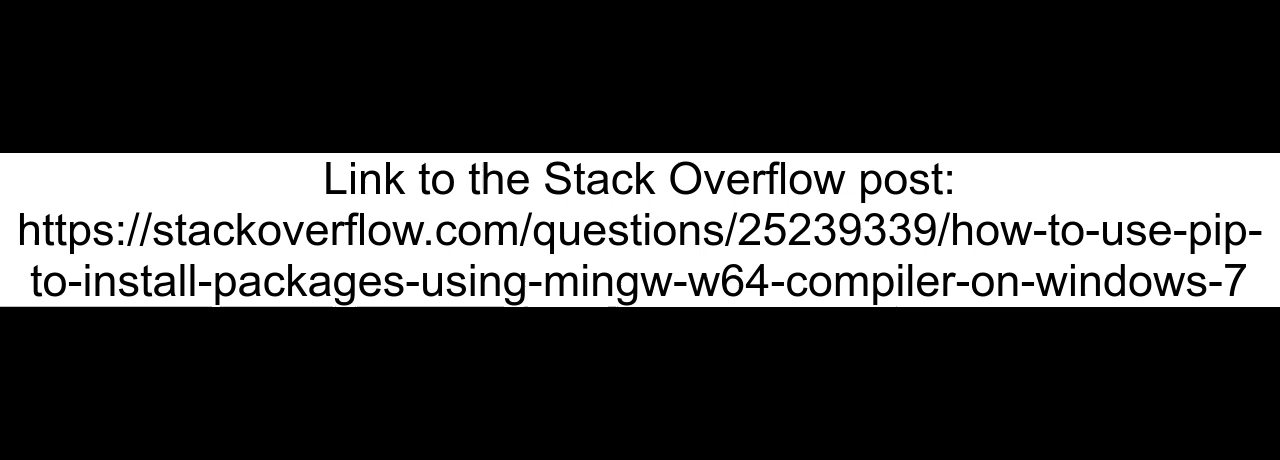 Link to the Stack Overflow post:
https://stackoverflow.com/questions/25239339/how-to-use-pip-
to-install-packages-using-mingw-w64-compiler-on-windows-7